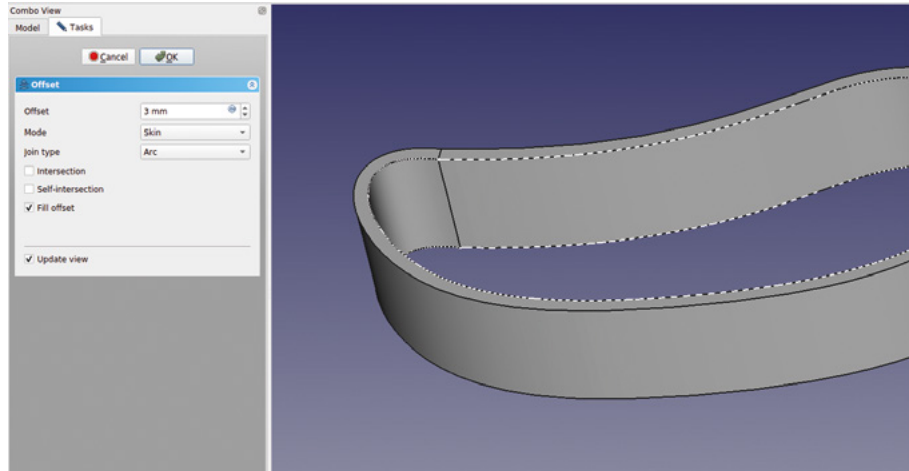 Combo View
Model Tasks
Cancel OK
Offset
Offset 3 mm
Mode Skin
Join type Arc
Intersection
Self-intersection
Fill offset
Update view